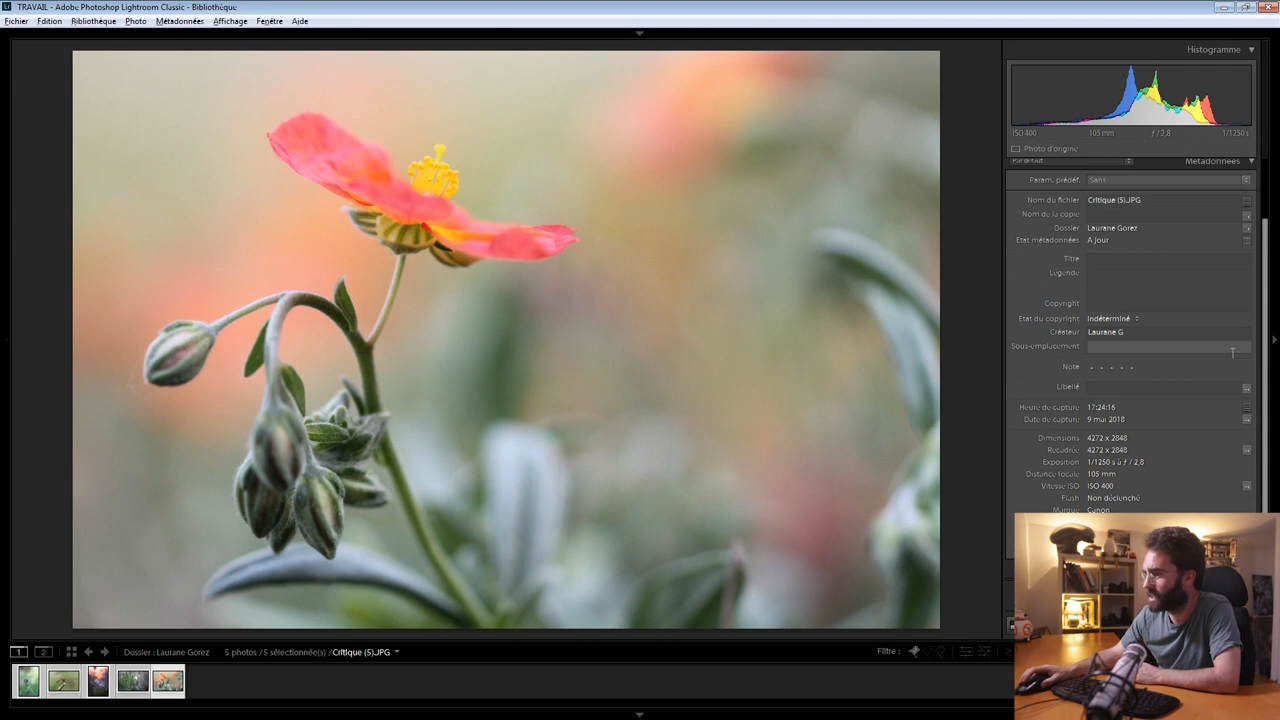 TRAVAIL - Adobe Photoshop Lightroom Classic - Bibliothèque
Fichier Edition Bibliothèque Photo Métadonnées Affichage Fenêtre Aide
Histogramme
ISO 400 105 mm ƒ / 2,8 1/1250 s
Photo d'origine
Par défaut Métadonnées
Param. prédéf. Sans
Nom du fichier Critique (5).JPG
Nom de la copie
Dossier Laurane Gorez
Etat métadonnées A jour
Titre
Légende
Copyright
Etat du copyright Indéterminé
Créateur Laurane G
Sous-emplacement
Note . . . . .
Libellé
Heure de capture 17:24:16
Date de capture 9 mai 2018
Dimensions 4272 x 2848
Recadrée 4272 x 2848
Exposition 1/1250 s à ƒ / 2,8
Distance focale 105 mm
Vitesse ISO ISO 400
Flash Non déclenché
Marque Canon
1 2 Dossier : Laurane Gorez 5 photos /5 sélectionnée(s) /Critique (5).JPG Filtre :